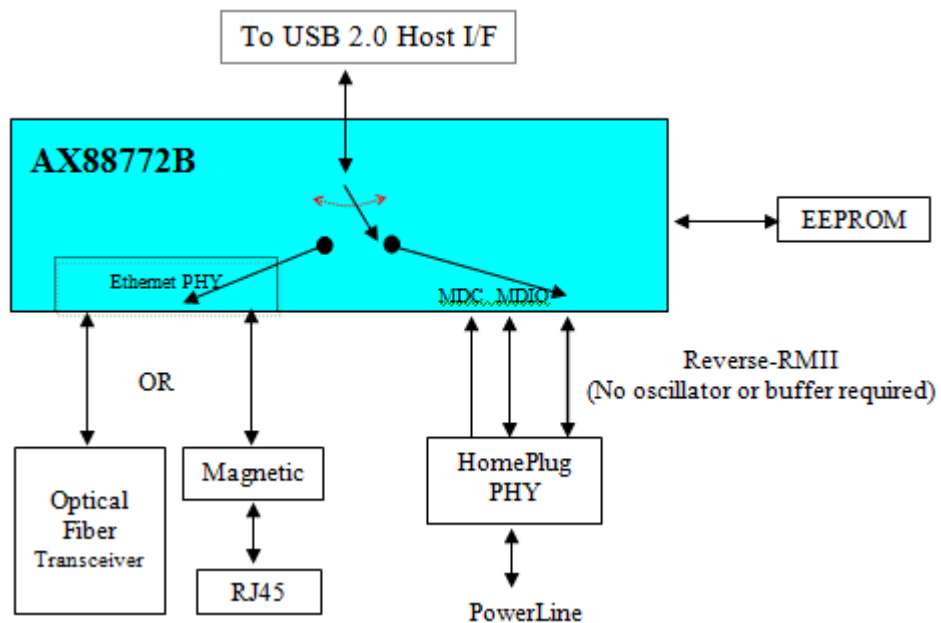 To USB 2.0 Host I/F
AX88772B
EEPROM
Ethernet PHY
MDC MDIO
OR
Reverse-RMII
(No oscillator or buffer required)
Optical
Fiber
Transceiver
Magnetic
RJ45
HomePlug
PHY
PowerLine